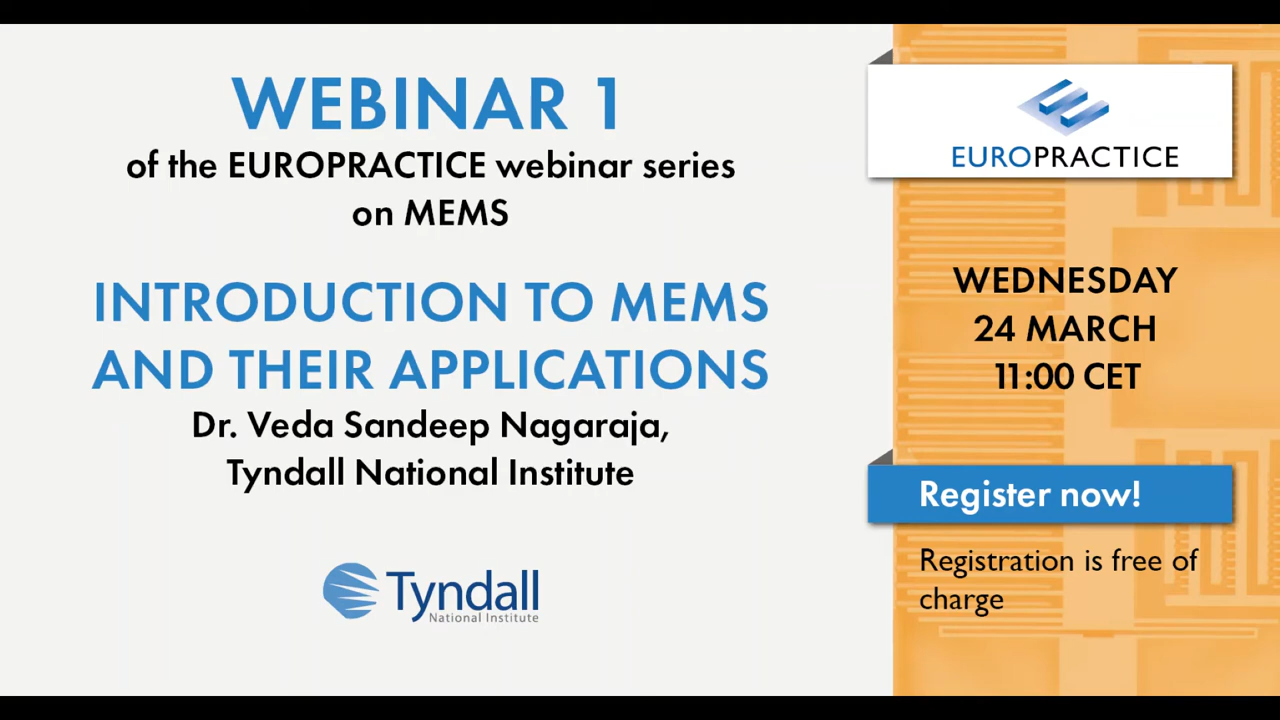 WEBINAR 1
of the EUROPRACTICE webinar series
on MEMS
INTRODUCTION TO MEMS
AND THEIR APPLICATIONS
Dr. Veda Sandeep Nagaraja,
Tyndall National Institute
Tyndall
National Institute
EUROPRACTICE
WEDNESDAY
24 MARCH
11:00 CET
Register now!
Registration is free of
charge